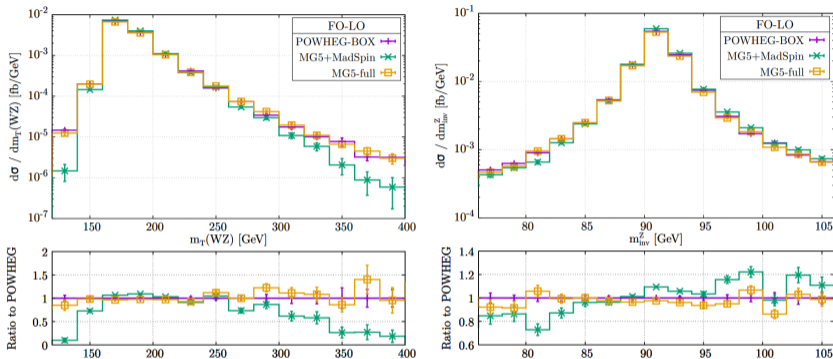 FO-LO
POWHEG-BOX
MG5+MadSpin
MG5-full
dσ / dm_T(WZ) [fb/GeV]
10^-2
10^-3
10^-4
10^-5
10^-6
10^-7
150 200 250 300 350 400
m_T(WZ) [GeV]
Ratio to POWHEG
2
1.5
1
0.5
0
150 200 250 300 350 400
FO-LO
POWHEG-BOX
MG5+MadSpin
MG5-full
dσ / dm^Z_inv [fb/GeV]
10^-1
10^-2
10^-3
10^-4
80 85 90 95 100 105
m^Z_inv [GeV]
Ratio to POWHEG
1.4
1.2
1
0.8
0.6
80 85 90 95 100 105